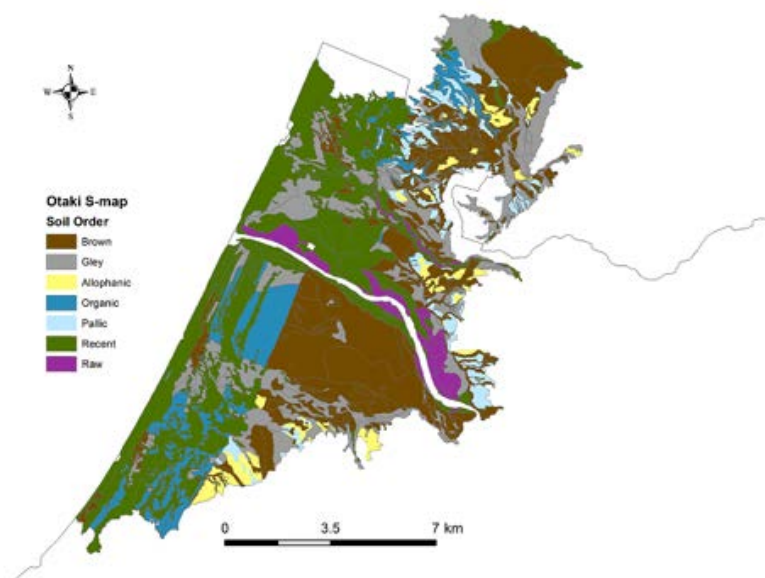 N
W E
S
Otaki S-map
Soil Order
Brown
Gley
Allophanic
Organic
Pallic
Recent
Raw
0 3.5 7 km